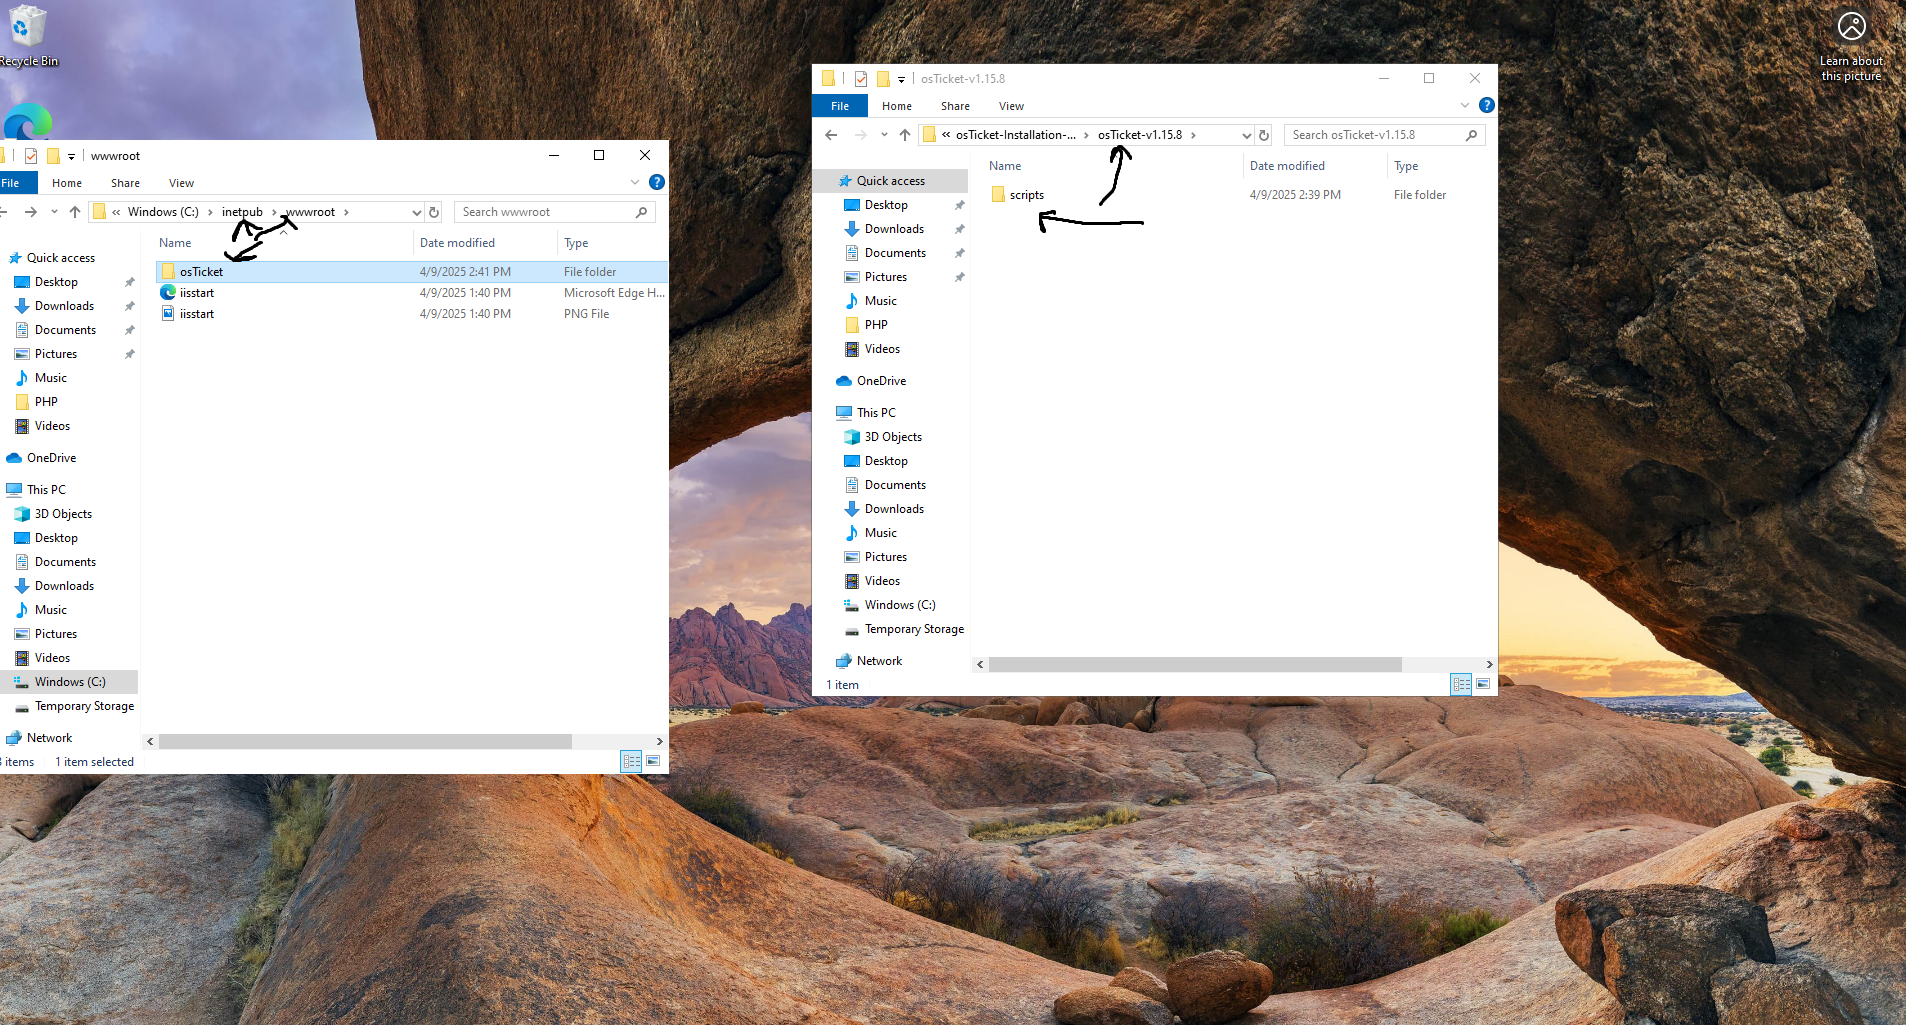 Recycle Bin
Learn about
this picture
wwwroot
File
Home
Share
View
« Windows (C:) > inetpub > wwwroot >
Search wwwroot
Name
Date modified
Type
osTicket
4/9/2025 2:41 PM
File folder
iisstart
4/9/2025 1:40 PM
Microsoft Edge H...
iisstart
4/9/2025 1:40 PM
PNG File
Quick access
Desktop
Downloads
Documents
Pictures
Music
PHP
Videos
OneDrive
This PC
3D Objects
Desktop
Documents
Downloads
Music
Pictures
Videos
Windows (C:)
Temporary Storage
Network
items
1 item selected
osTicket-v1.15.8
File
Home
Share
View
« osTicket-Installation-... > osTicket-v1.15.8 >
Search osTicket-v1.15.8
Name
Date modified
Type
scripts
4/9/2025 2:39 PM
File folder
Quick access
Desktop
Downloads
Documents
Pictures
Music
PHP
Videos
OneDrive
This PC
3D Objects
Desktop
Documents
Downloads
Music
Pictures
Videos
Windows (C:)
Temporary Storage
Network
1 item